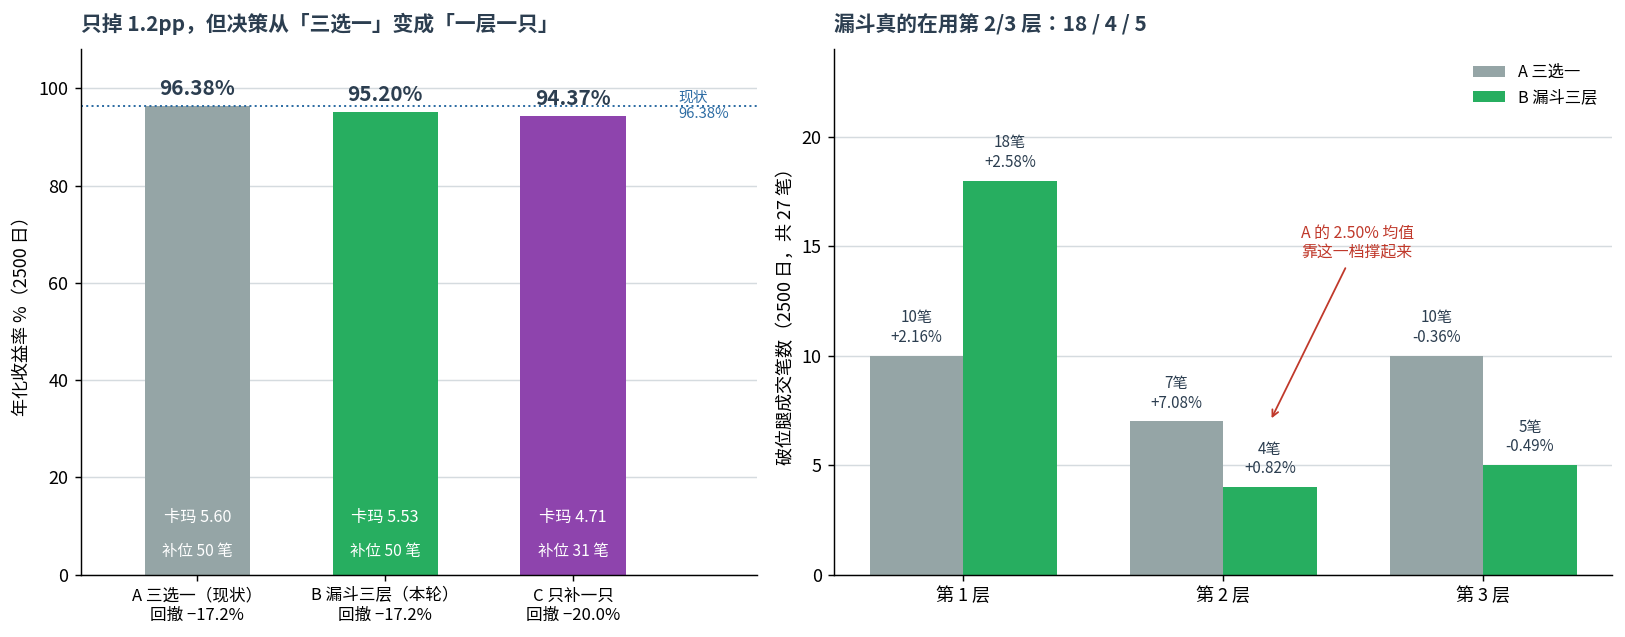 只掉 1.2pp，但决策从「三选一」变成「一层一只」
年化收益率 %（2500 日）
100
80
60
40
20
0
96.38%
95.20%
94.37%
现状
96.38%
卡玛 5.60
补位 50 笔
卡玛 5.53
补位 50 笔
卡玛 4.71
补位 31 笔
A 三选一（现状）
回撤 −17.2%
B 漏斗三层（本轮）
回撤 −17.2%
C 只补一只
回撤 −20.0%
漏斗真的在用第 2/3 层：18 / 4 / 5
破位腿成交笔数（2500 日，共 27 笔）
20
15
10
5
0
A 三选一
B 漏斗三层
10笔
+2.16%
18笔
+2.58%
7笔
+7.08%
4笔
+0.82%
10笔
-0.36%
5笔
-0.49%
A 的 2.50% 均值
靠这一档撑起来
第 1 层
第 2 层
第 3 层